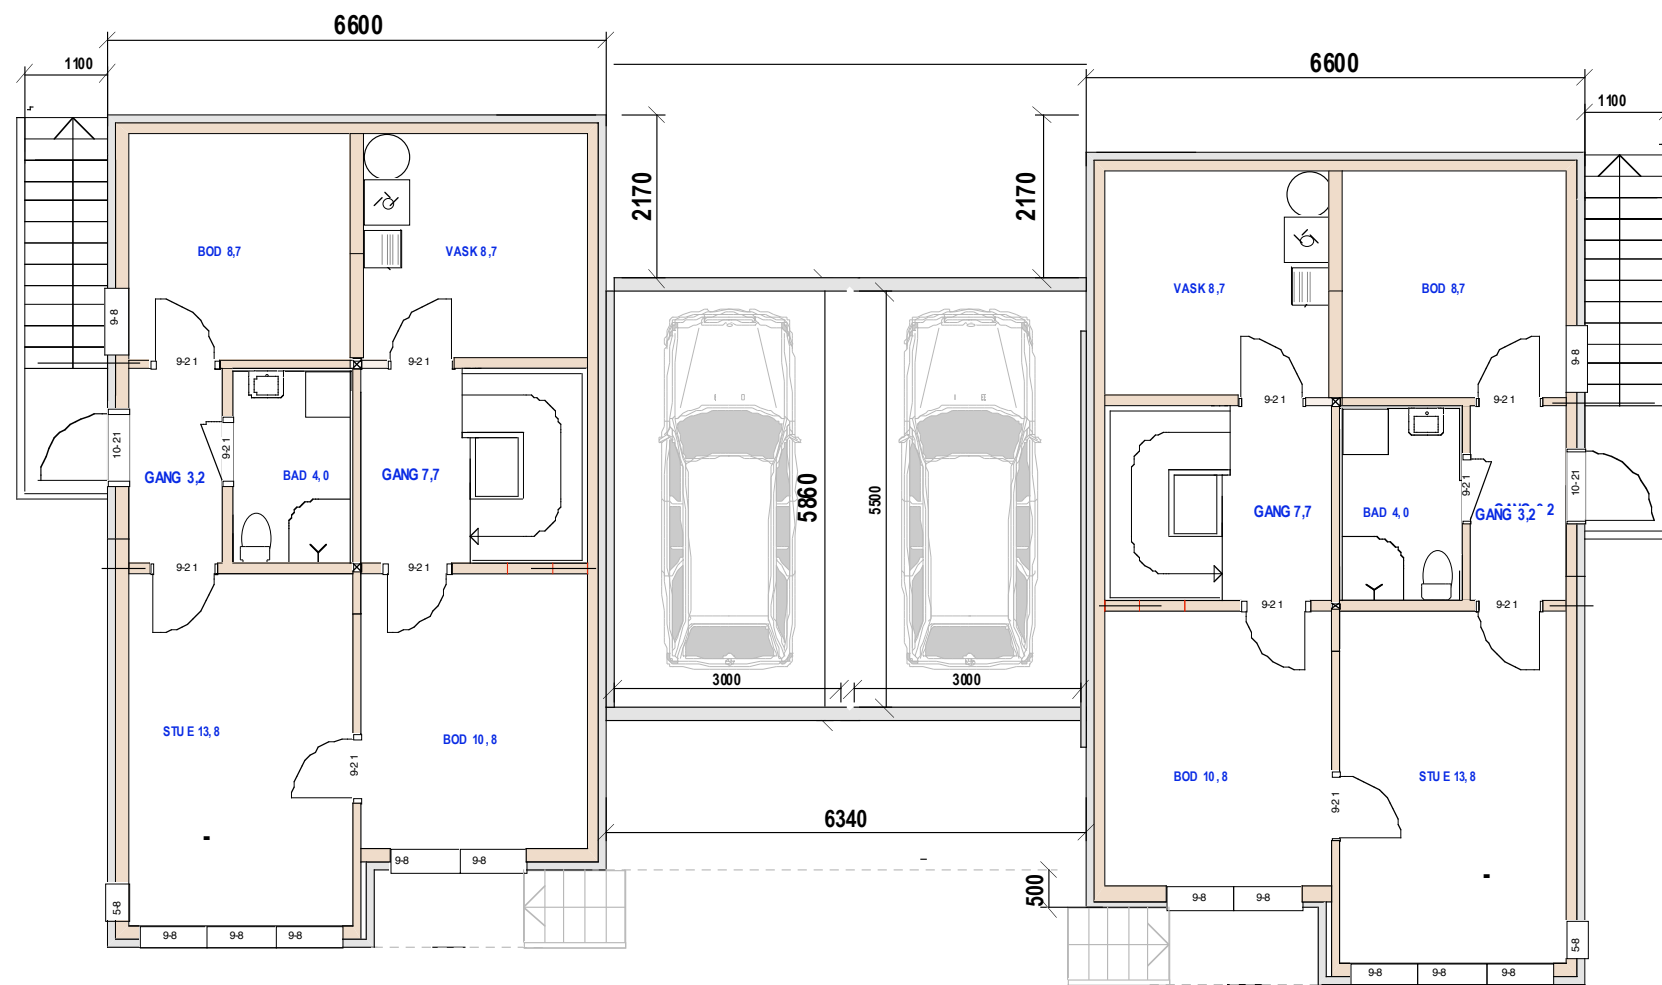 6600
6600
1100
1100
2170
2170
BOD 8,7
VASK 8,7
VASK 8,7
BOD 8,7
9-8
9-8
9-21
9-21
9-21
9-21
10-21
9-21
GANG 3,2
BAD 4,0
GANG 7,7
5860
5500
GANG 7,7
BAD 4,0
9-21
GANG 3,2
10-21
9-21
9-21
9-21
9-21
3000
3000
STUE 13,8
BOD 10,8
9-21
BOD 10,8
STUE 13,8
9-21
6340
500
9-8
9-8
9-8
9-8
5-8
5-8
9-8
9-8
9-8
9-8
9-8
9-8